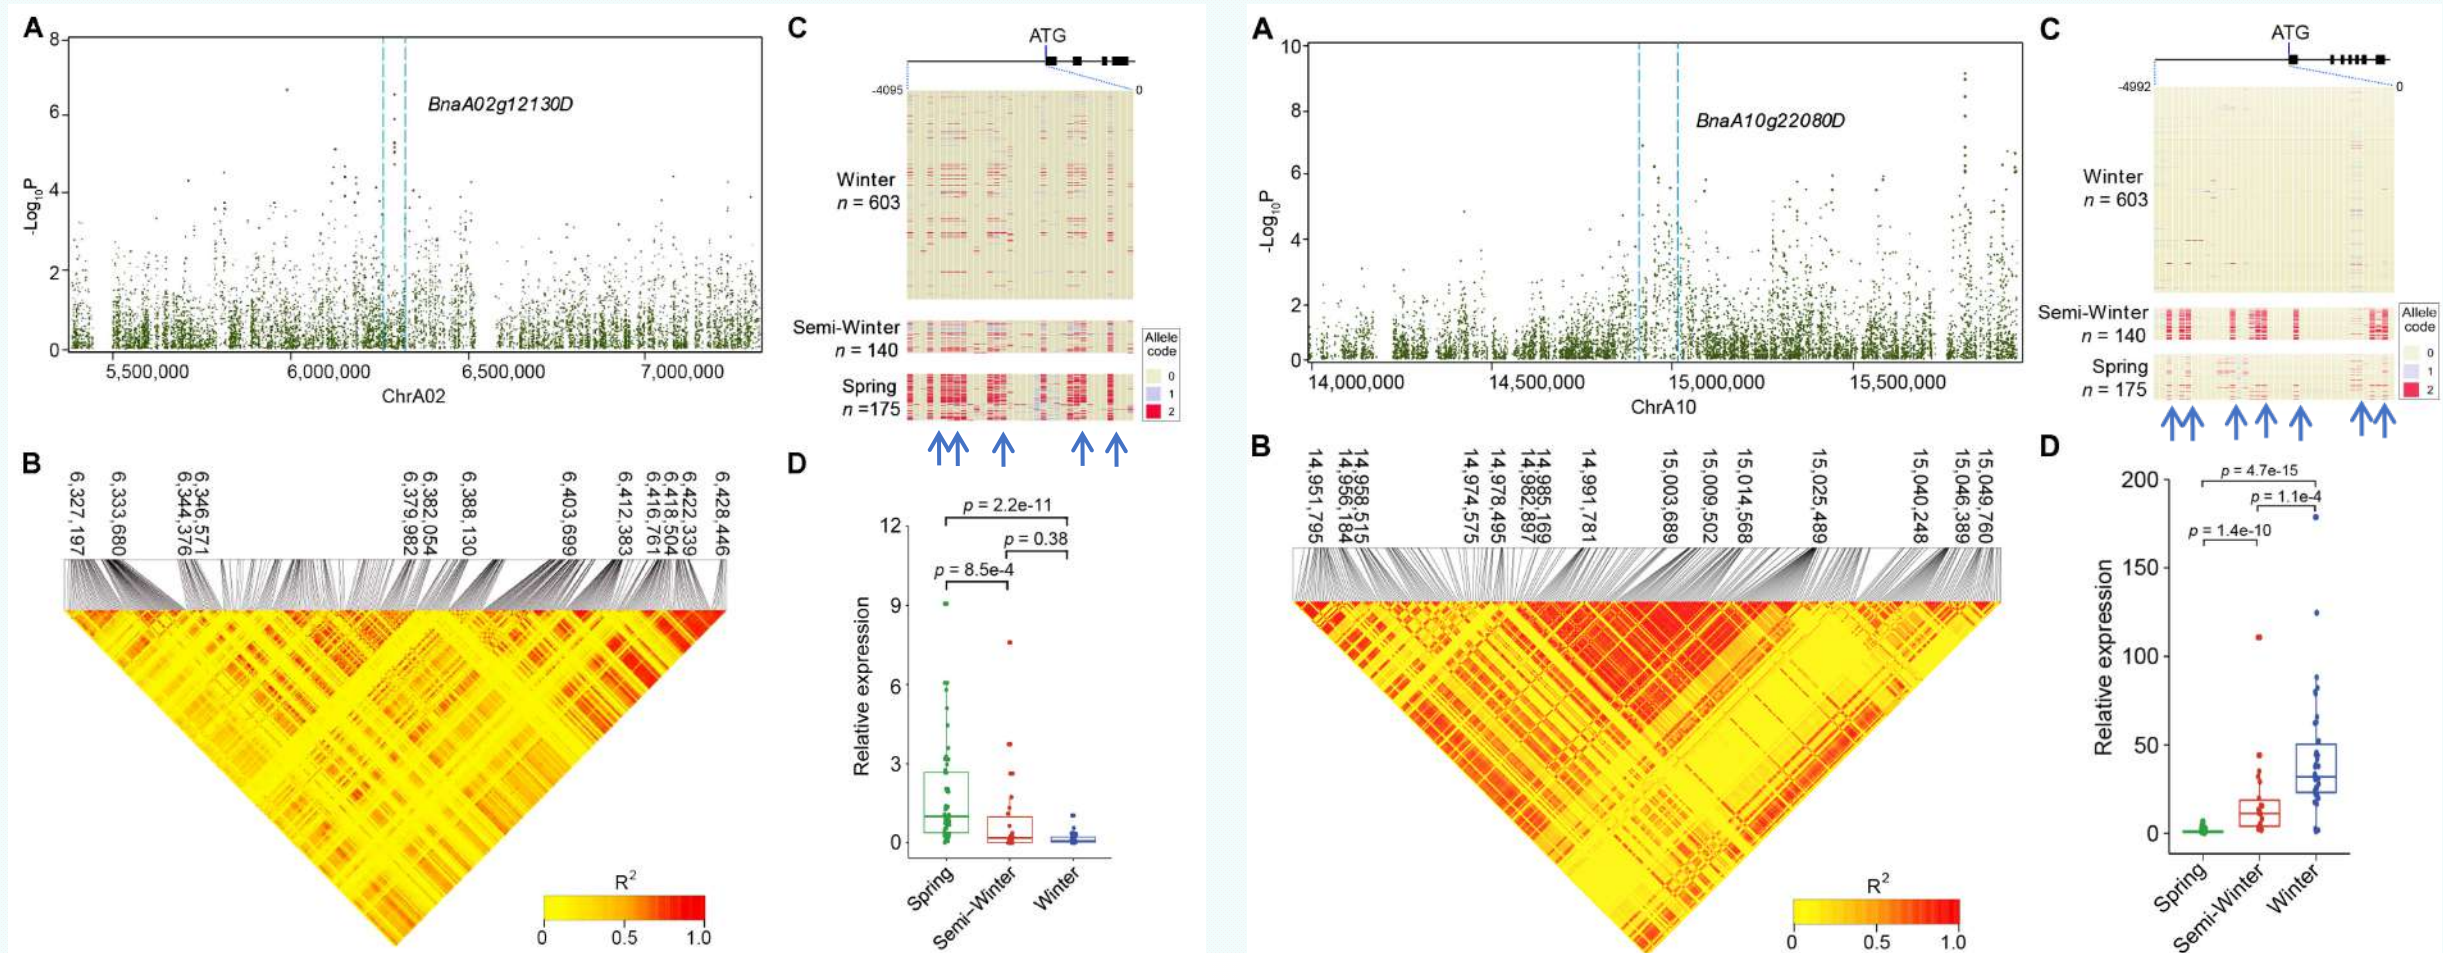 A
8
6
4
2
0
-Log10P
BnaA02g12130D
5,500,000
6,000,000
6,500,000
7,000,000
ChrA02
C
ATG
-4095
0
Winter
n = 603
Semi-Winter
n = 140
Spring
n =175
Allele
code
0
1
2
B
6,327,197
6,333,680
6,344,376
6,346,571
6,379,982
6,382,054
6,388,130
6,403,699
6,412,383
6,416,761
6,418,504
6,422,339
6,428,446
R2
0
0.5
1.0
D
p = 2.2e-11
p = 0.38
p = 8.5e-4
12
9
6
3
0
Relative expression
Spring
Semi-Winter
Winter
A
10
8
6
4
2
0
-Log10P
BnaA10g22080D
14,000,000
14,500,000
15,000,000
15,500,000
ChrA10
C
ATG
-4992
0
Winter
n = 603
Semi-Winter
n = 140
Spring
n = 175
Allele
code
0
1
2
B
14,951,795
14,956,184
14,958,515
14,974,575
14,978,495
14,982,897
14,985,169
14,991,781
15,003,689
15,009,502
15,014,568
15,025,489
15,040,248
15,046,389
15,049,760
R2
0
0.5
1.0
D
p = 4.7e-15
p = 1.1e-4
p = 1.4e-10
200
150
100
50
0
Relative expression
Spring
Semi-Winter
Winter